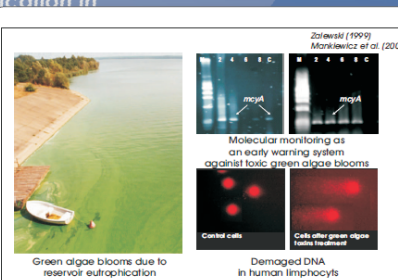 Zalewski (1999)
Mankiewicz et al. (200
M 2 4 6 8 C
M 2 4 6 8 C
mcyA
mcyA
Molecular monitoring as
an early warning system
againist toxic green algae blooms
Control cells
Cells after green algae
toxins treatment
Green algae blooms due to
reservoir eutrophication
Damaged DNA
in human limphocyts